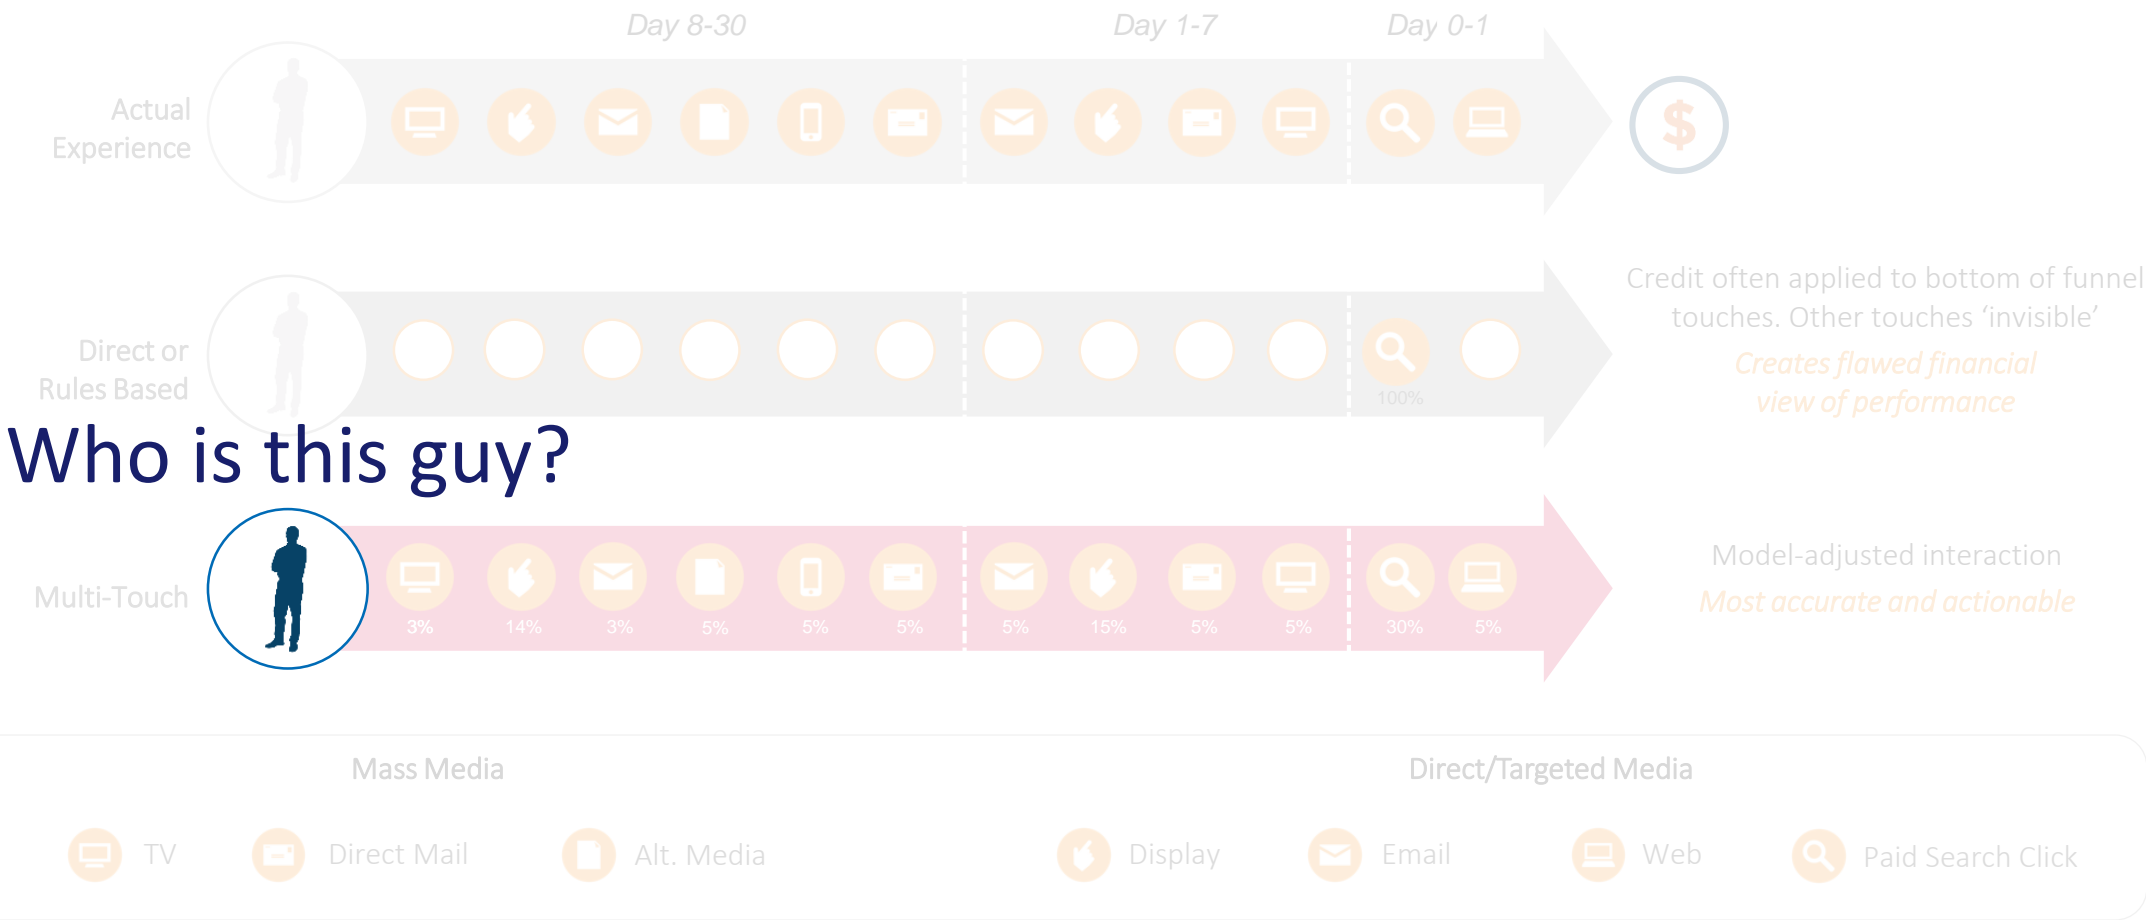 Day 8-30
Day 1-7
Day 0-1
Actual
Experience
$
Direct or
Rules Based
100%
Credit often applied to bottom of funnel
touches. Other touches ‘invisible’
Creates flawed financial
view of performance
Who is this guy?
Multi-Touch
3%
14%
3%
5%
5%
5%
5%
15%
5%
5%
30%
5%
Model-adjusted interaction
Most accurate and actionable
Mass Media
Direct/Targeted Media
TV
Direct Mail
Alt. Media
Display
Email
Web
Paid Search Click